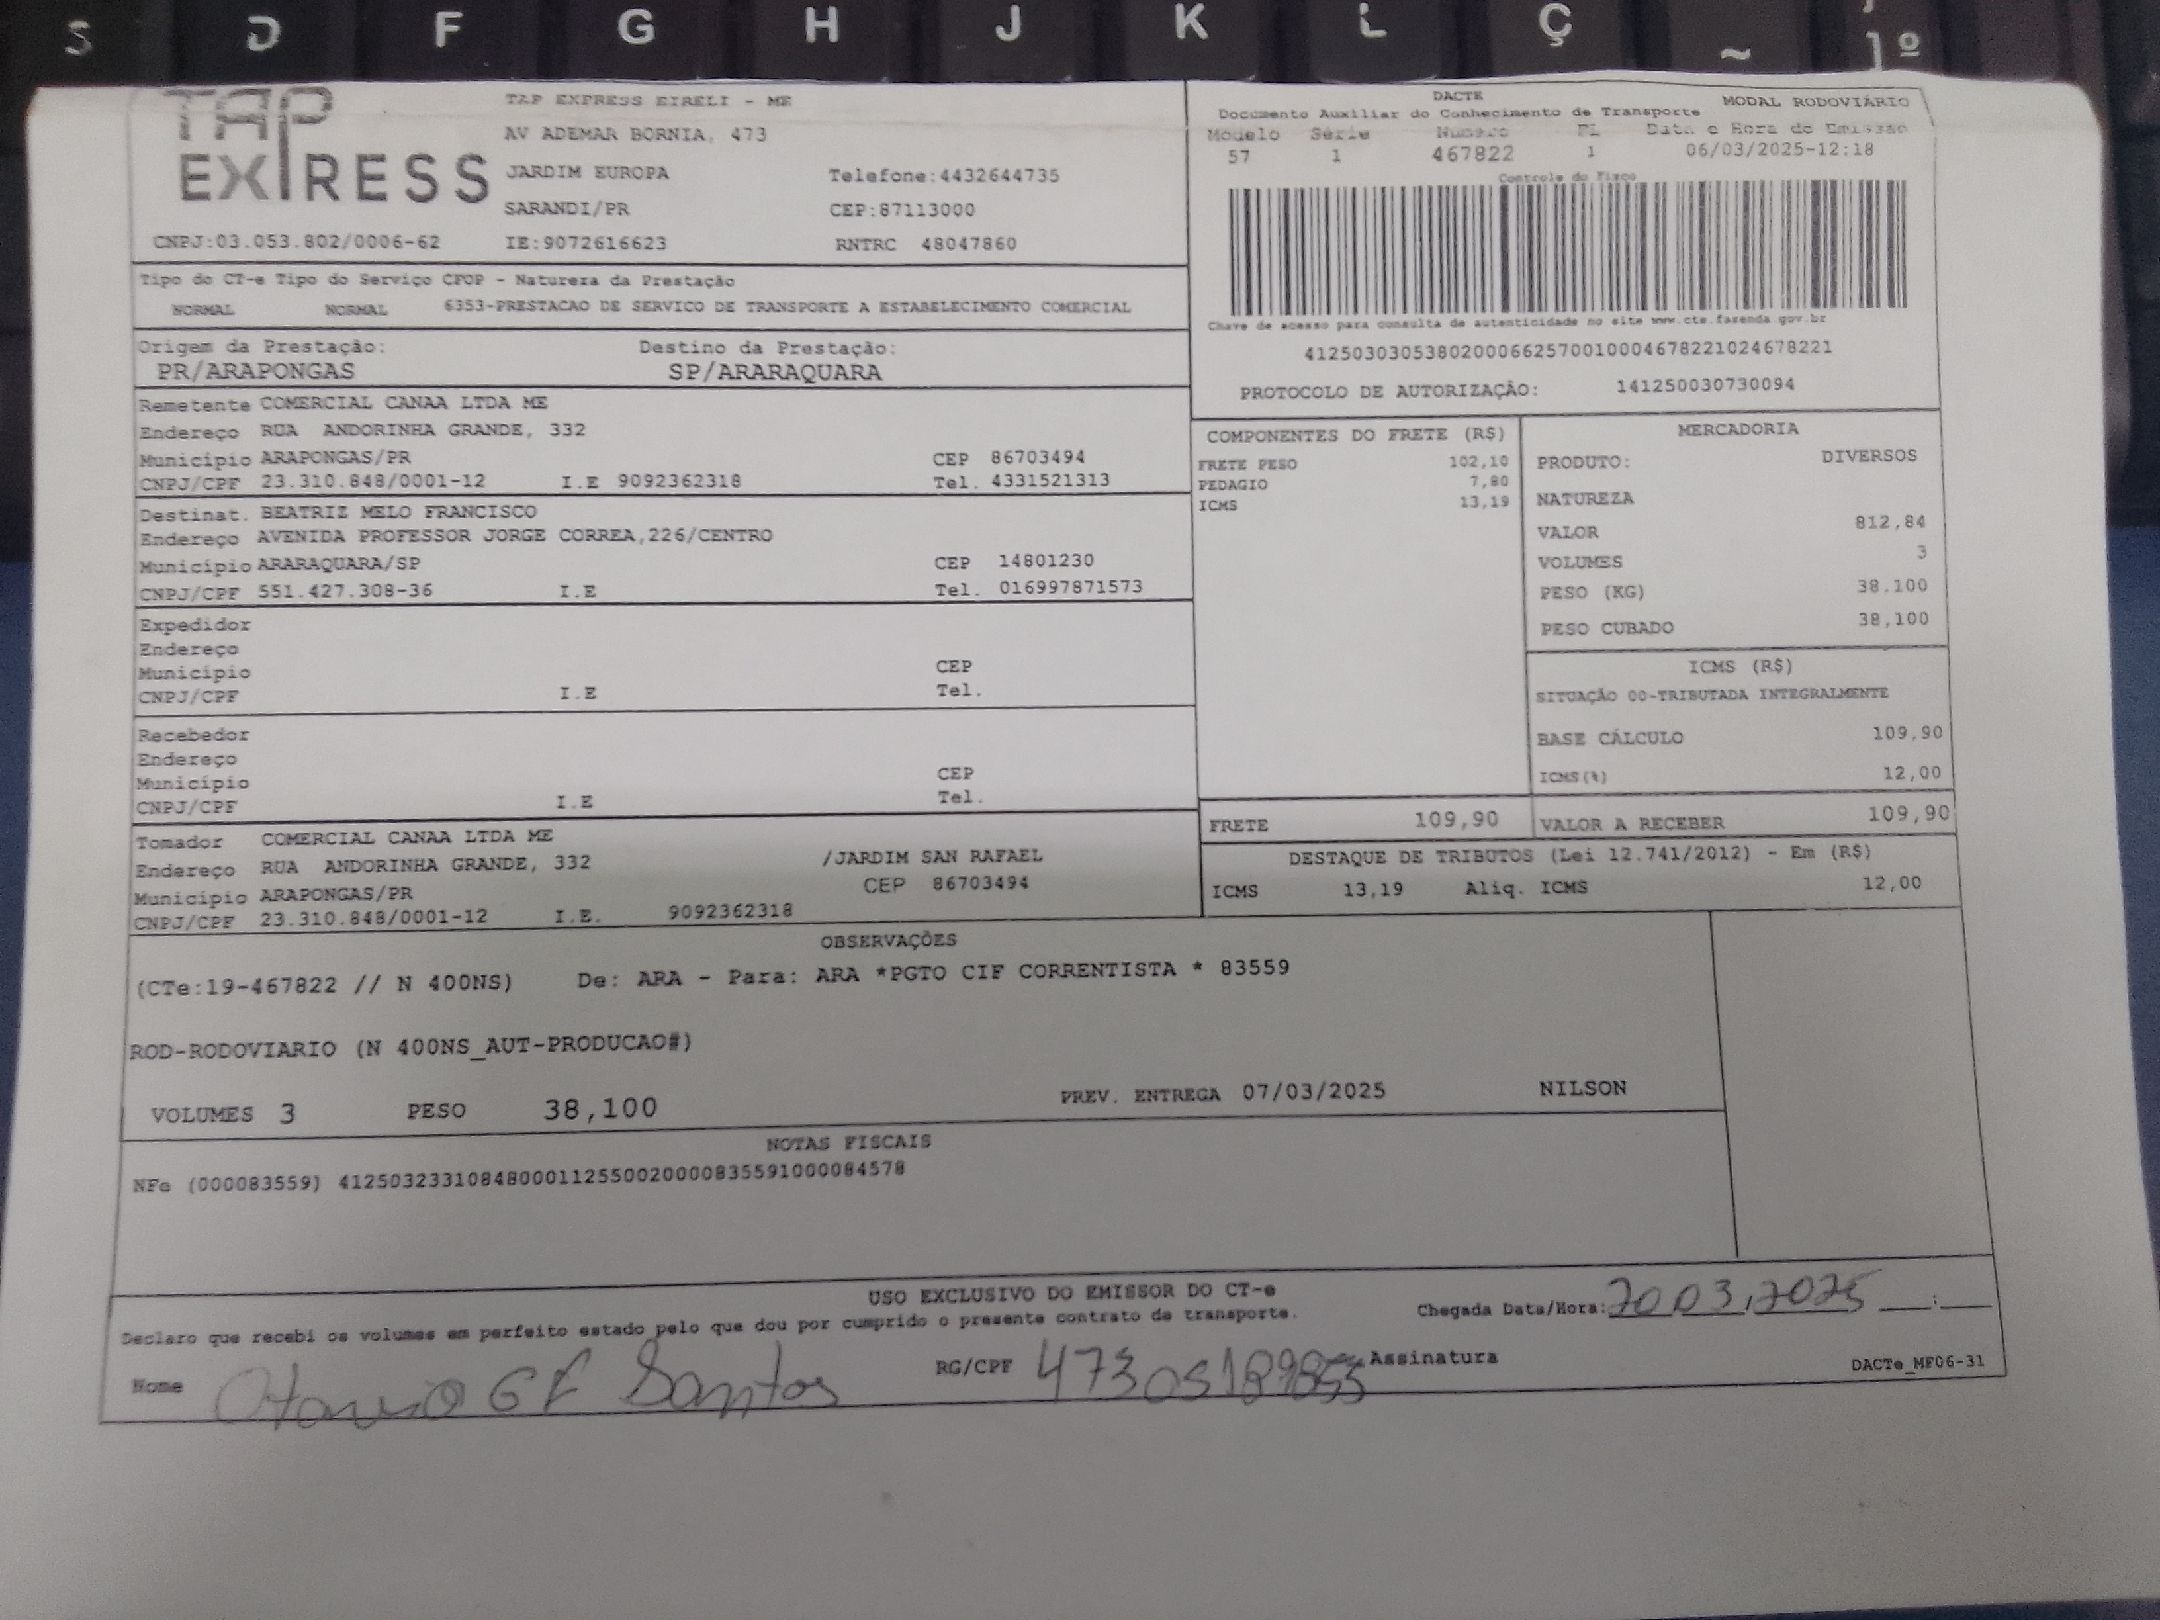 S D F G H J K L Ç ~ ]º
TAP EXPRESS
TAP EXPRESS EIRELI - ME
AV ADEMAR BORNIA, 473
JARDIM EUROPA Telefone:4432644735
SARANDI/PR CEP:87113000
CNPJ:03.053.802/0006-62 IE:9072616623 RNTRC 48047860
DACTE
Documento Auxiliar do Conhecimento de Transporte MODAL RODOVIÁRIO
Modelo Série Número Fl Data e Hora de Emissão
57 1 467822 1 06/03/2025-12:18
Controle do Fisco
Chave de acesso para consulta de autenticidade no site www.cte.fazenda.gov.br
41250303053802000662570010004678221024678221
PROTOCOLO DE AUTORIZAÇÃO: 141250030730094
Tipo do CT-e Tipo do Serviço CFOP - Natureza da Prestação
NORMAL NORMAL 6353-PRESTACAO DE SERVICO DE TRANSPORTE A ESTABELECIMENTO COMERCIAL
Origem da Prestação: Destino da Prestação:
PR/ARAPONGAS SP/ARARAQUARA
Remetente COMERCIAL CANAA LTDA ME
Endereço RUA ANDORINHA GRANDE, 332
Município ARAPONGAS/PR CEP 86703494
CNPJ/CPF 23.310.848/0001-12 I.E 9092362318 Tel. 4331521313
Destinat. BEATRIZ MELO FRANCISCO
Endereço AVENIDA PROFESSOR JORGE CORREA,226/CENTRO
Município ARARAQUARA/SP CEP 14801230
CNPJ/CPF 551.427.308-36 I.E Tel. 016997871573
Expedidor
Endereço
Município CEP
CNPJ/CPF I.E Tel.
Recebedor
Endereço
Município CEP
CNPJ/CPF I.E Tel.
Tomador COMERCIAL CANAA LTDA ME
Endereço RUA ANDORINHA GRANDE, 332 /JARDIM SAN RAFAEL
Município ARAPONGAS/PR CEP 86703494
CNPJ/CPF 23.310.848/0001-12 I.E. 9092362318
COMPONENTES DO FRETE (R$)
FRETE PESO 102,10
PEDAGIO 7,80
ICMS 13,19
FRETE 109,90
MERCADORIA
PRODUTO: DIVERSOS
NATUREZA
VALOR 812,84
VOLUMES 3
PESO (KG) 38.100
PESO CUBADO 38,100
ICMS (R$)
SITUAÇÃO 00-TRIBUTADA INTEGRALMENTE
BASE CÁLCULO 109,90
ICMS(%) 12,00
VALOR A RECEBER 109,90
DESTAQUE DE TRIBUTOS (Lei 12.741/2012) - Em (R$)
ICMS 13,19 Aliq. ICMS 12,00
OBSERVAÇÕES
(CTe:19-467822 // N 400NS) De: ARA - Para: ARA *PGTO CIF CORRENTISTA * 83559
ROD-RODOVIARIO (N 400NS_AUT-PRODUCAO#)
VOLUMES 3 PESO 38,100 PREV. ENTREGA 07/03/2025 NILSON
NOTAS FISCAIS
NFe (000083559) 41250323310848000112550020000835591000084578
USO EXCLUSIVO DO EMISSOR DO CT-e
Declaro que recebi os volumes em perfeito estado pelo que dou por cumprido o presente contrato de transporte. Chegada Data/Hora: 20.03.2025 __:__
Nome Otavio GF Santos RG/CPF Assinatura DACTe_MF06-31